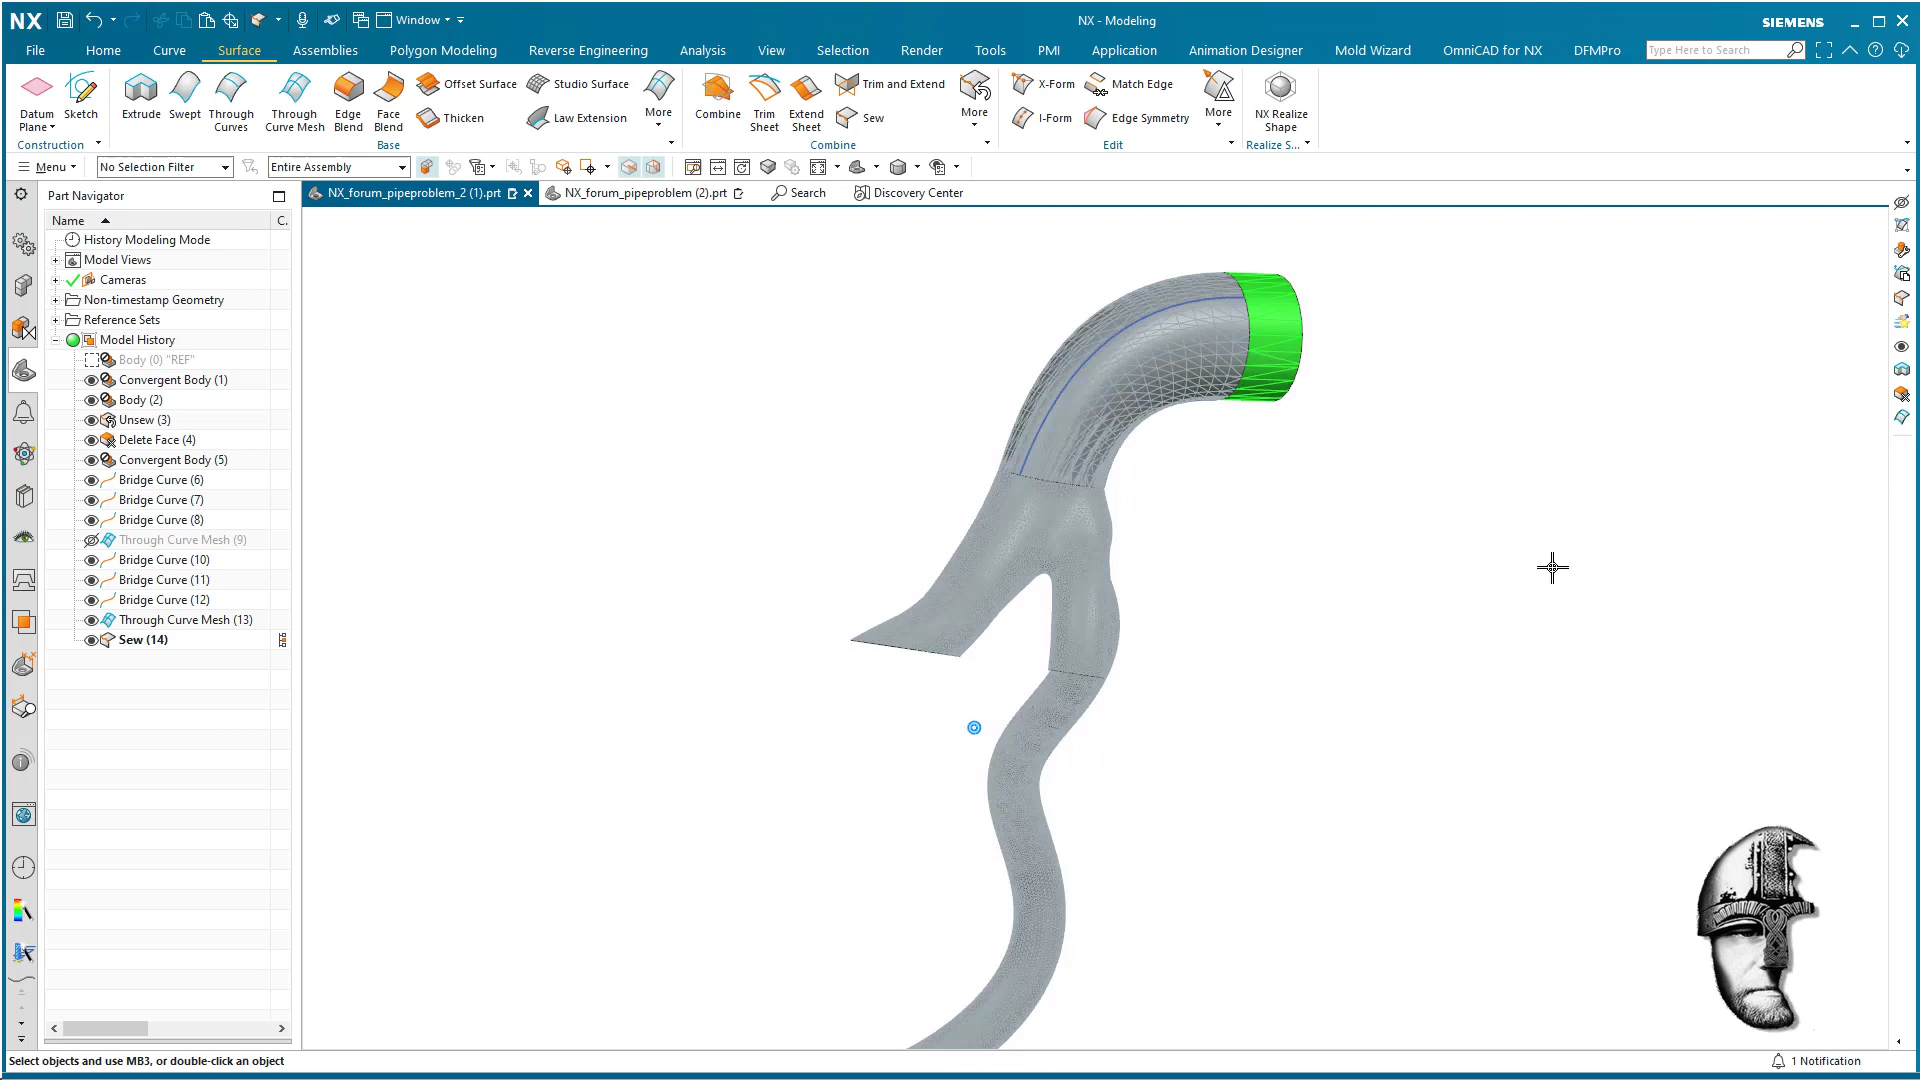 NX
Window
NX - Modeling
SIEMENS
File
Home
Curve
Surface
Assemblies
Polygon Modeling
Reverse Engineering
Analysis
View
Selection
Render
Tools
PMI
Application
Animation Designer
Mold Wizard
OmniCAD for NX
DFMPro
Type Here to Search
Datum
Plane
Sketch
Extrude
Swept
Through
Curves
Through
Curve Mesh
Edge
Blend
Face
Blend
Offset Surface
Thicken
Studio Surface
Law Extension
More
Combine
Trim
Sheet
Extend
Sheet
Trim and Extend
Sew
More
X-Form
I-Form
Match Edge
Edge Symmetry
More
NX Realize
Shape
Construction
Base
Combine
Edit
Realize S...
Menu
No Selection Filter
Entire Assembly
Part Navigator
NX_forum_pipeproblem_2 (1).prt
NX_forum_pipeproblem (2).prt
Search
Discovery Center
Name
C.
History Modeling Mode
Model Views
Cameras
Non-timestamp Geometry
Reference Sets
Model History
Body (0) "REF"
Convergent Body (1)
Body (2)
Unsew (3)
Delete Face (4)
Convergent Body (5)
Bridge Curve (6)
Bridge Curve (7)
Bridge Curve (8)
Through Curve Mesh (9)
Bridge Curve (10)
Bridge Curve (11)
Bridge Curve (12)
Through Curve Mesh (13)
Sew (14)
Select objects and use MB3, or double-click an object
1 Notification